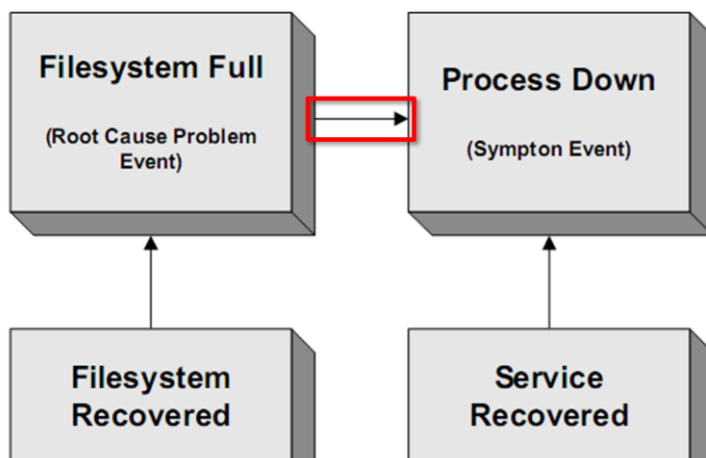 Filesystem Full
(Root Cause Problem
Event)
Process Down
(Sympton Event)
Filesystem
Recovered
Service
Recovered